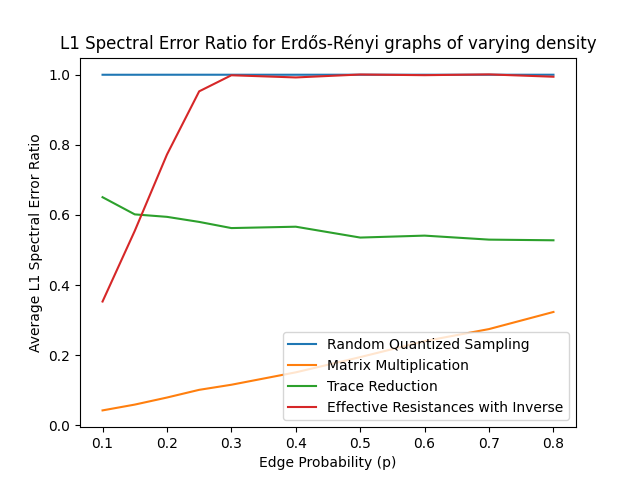 L1 Spectral Error Ratio for Erdős-Rényi graphs of varying density
Average L1 Spectral Error Ratio
1.0
0.8
0.6
0.4
0.2
0.0
Random Quantized Sampling
Matrix Multiplication
Trace Reduction
Effective Resistances with Inverse
0.1 0.2 0.3 0.4 0.5 0.6 0.7 0.8
Edge Probability (p)